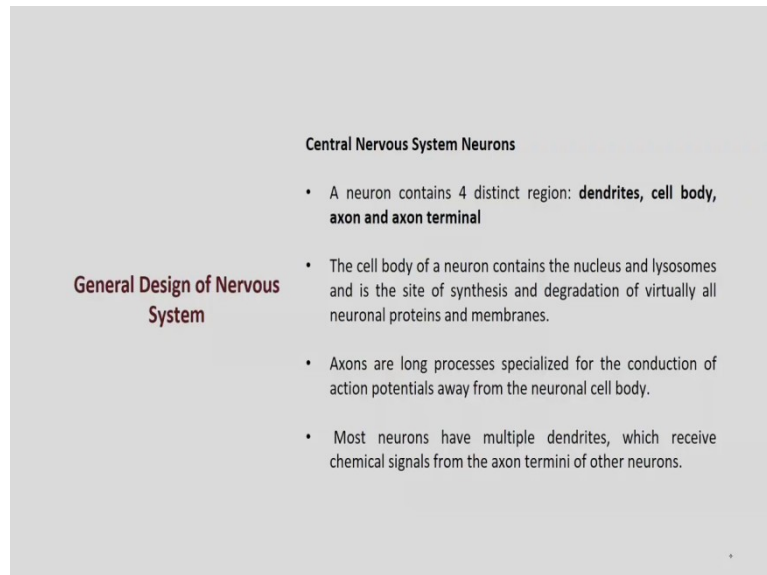 General Design of Nervous
System
Central Nervous System Neurons
• A neuron contains 4 distinct region: dendrites, cell body,
axon and axon terminal
• The cell body of a neuron contains the nucleus and lysosomes
and is the site of synthesis and degradation of virtually all
neuronal proteins and membranes.
• Axons are long processes specialized for the conduction of
action potentials away from the neuronal cell body.
• Most neurons have multiple dendrites, which receive
chemical signals from the axon termini of other neurons.